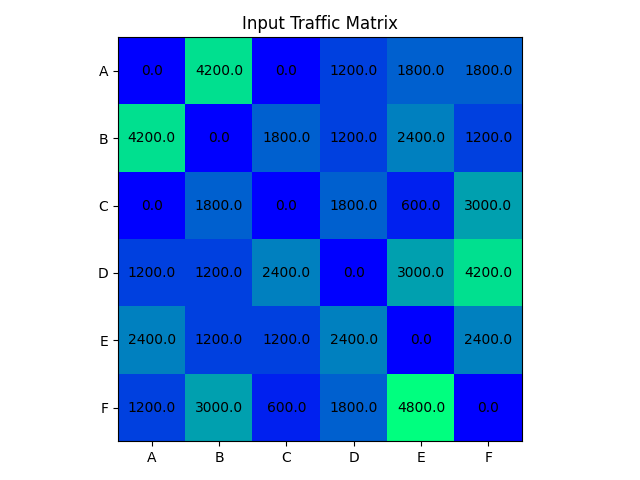 Input Traffic Matrix
A 0.0 4200.0 0.0 1200.0 1800.0 1800.0
B 4200.0 0.0 1800.0 1200.0 2400.0 1200.0
C 0.0 1800.0 0.0 1800.0 600.0 3000.0
D 1200.0 1200.0 2400.0 0.0 3000.0 4200.0
E 2400.0 1200.0 1200.0 2400.0 0.0 2400.0
F 1200.0 3000.0 600.0 1800.0 4800.0 0.0
A B C D E F